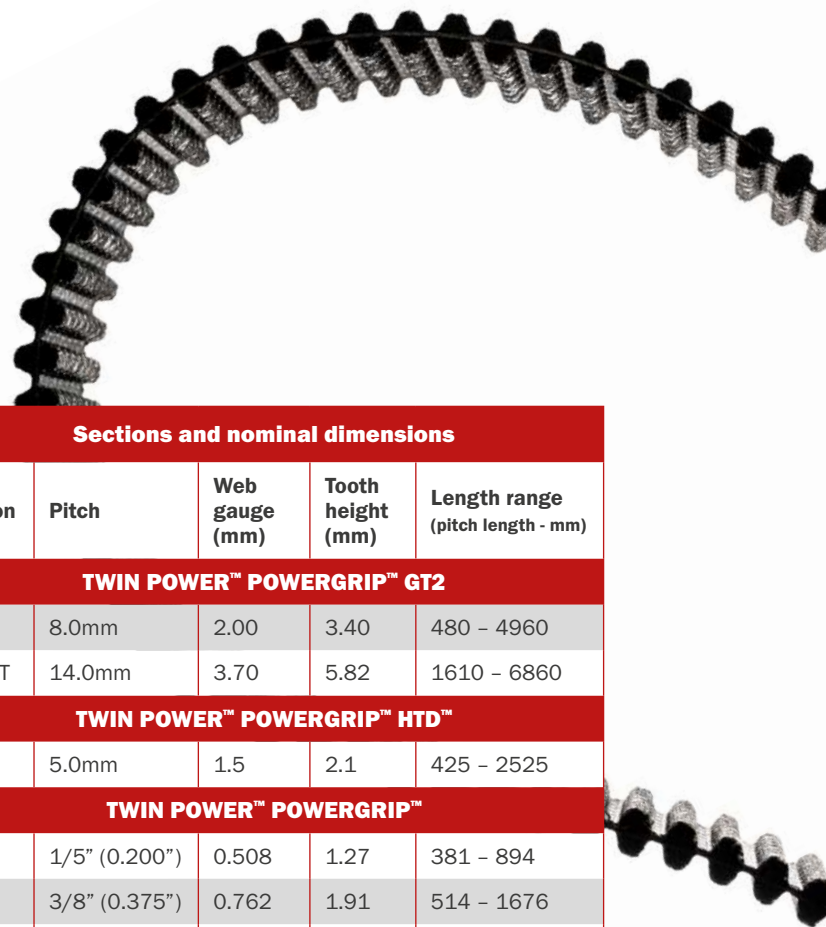 Sections and nominal dimensions
on Pitch Web gauge (mm) Tooth height (mm) Length range (pitch length - mm)
TWIN POWER™ POWERGRIP™ GT2
8.0mm 2.00 3.40 480 – 4960
T 14.0mm 3.70 5.82 1610 – 6860
TWIN POWER™ POWERGRIP™ HTD™
5.0mm 1.5 2.1 425 – 2525
TWIN POWER™ POWERGRIP™
1/5” (0.200”) 0.508 1.27 381 – 894
3/8” (0.375”) 0.762 1.91 514 – 1676